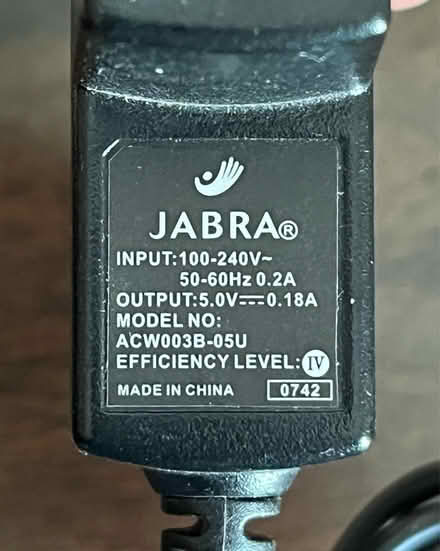 JABRA®
INPUT:100-240V~
50-60Hz 0.2A
OUTPUT:5.0V⎓0.18A
MODEL NO:
ACW003B-05U
EFFICIENCY LEVEL:IV
MADE IN CHINA 0742